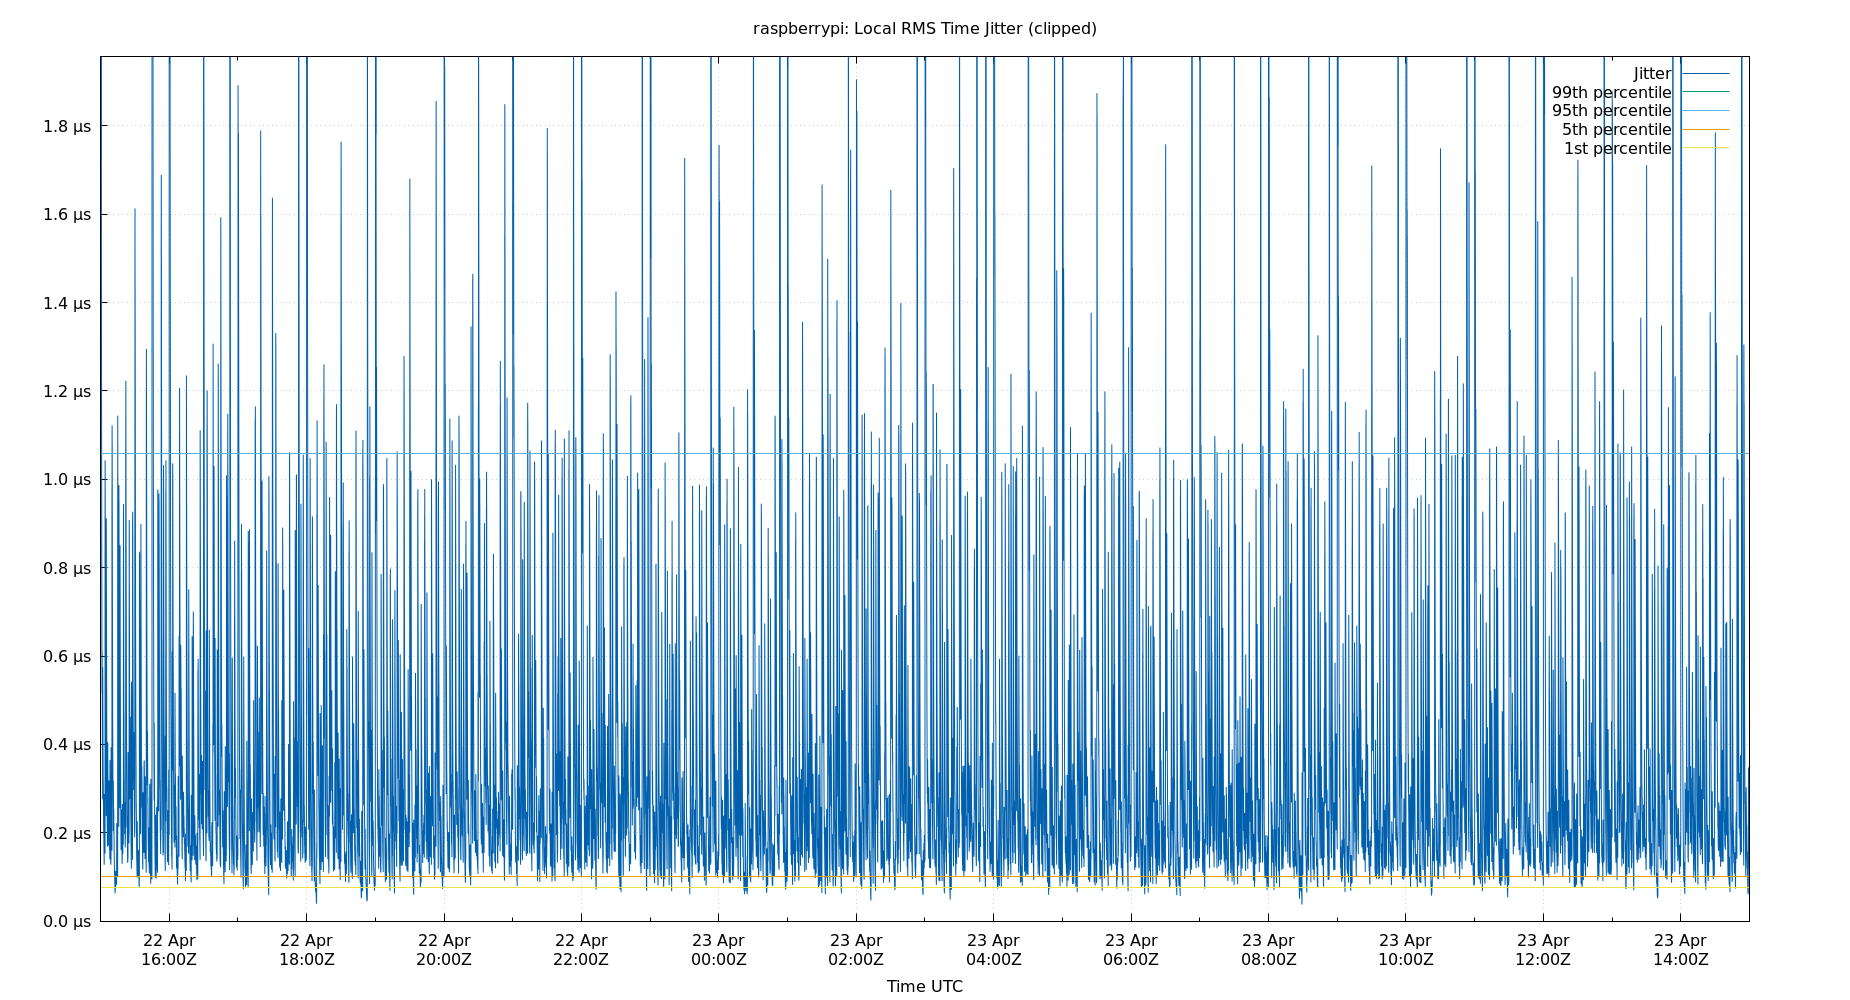 raspberrypi: Local RMS Time Jitter (clipped)
Jitter
99th percentile
95th percentile
5th percentile
1st percentile
1.8 µs
1.6 µs
1.4 µs
1.2 µs
1.0 µs
0.8 µs
0.6 µs
0.4 µs
0.2 µs
0.0 µs
22 Apr 22 Apr 22 Apr 22 Apr 23 Apr 23 Apr 23 Apr 23 Apr 23 Apr 23 Apr 23 Apr 23 Apr
16:00Z 18:00Z 20:00Z 22:00Z 00:00Z 02:00Z 04:00Z 06:00Z 08:00Z 10:00Z 12:00Z 14:00Z
Time UTC